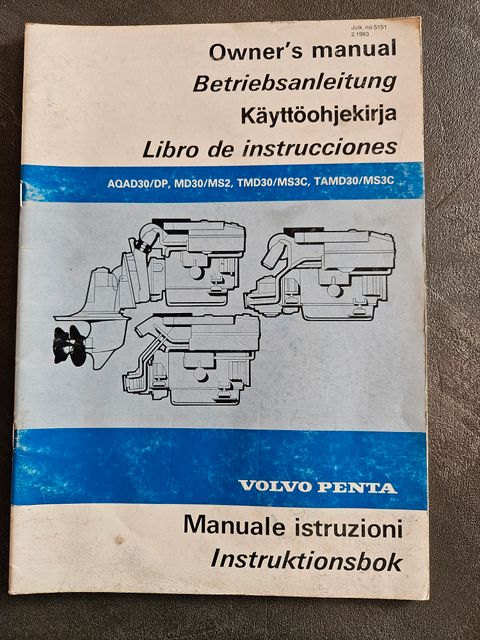 Julk. no 5151
2.1983
Owner's manual
Betriebsanleitung
Käyttöohjekirja
Libro de instrucciones
AQAD30/DP, MD30/MS2, TMD30/MS3C, TAMD30/MS3C
VOLVO PENTA
Manuale istruzioni
Instruktionsbok